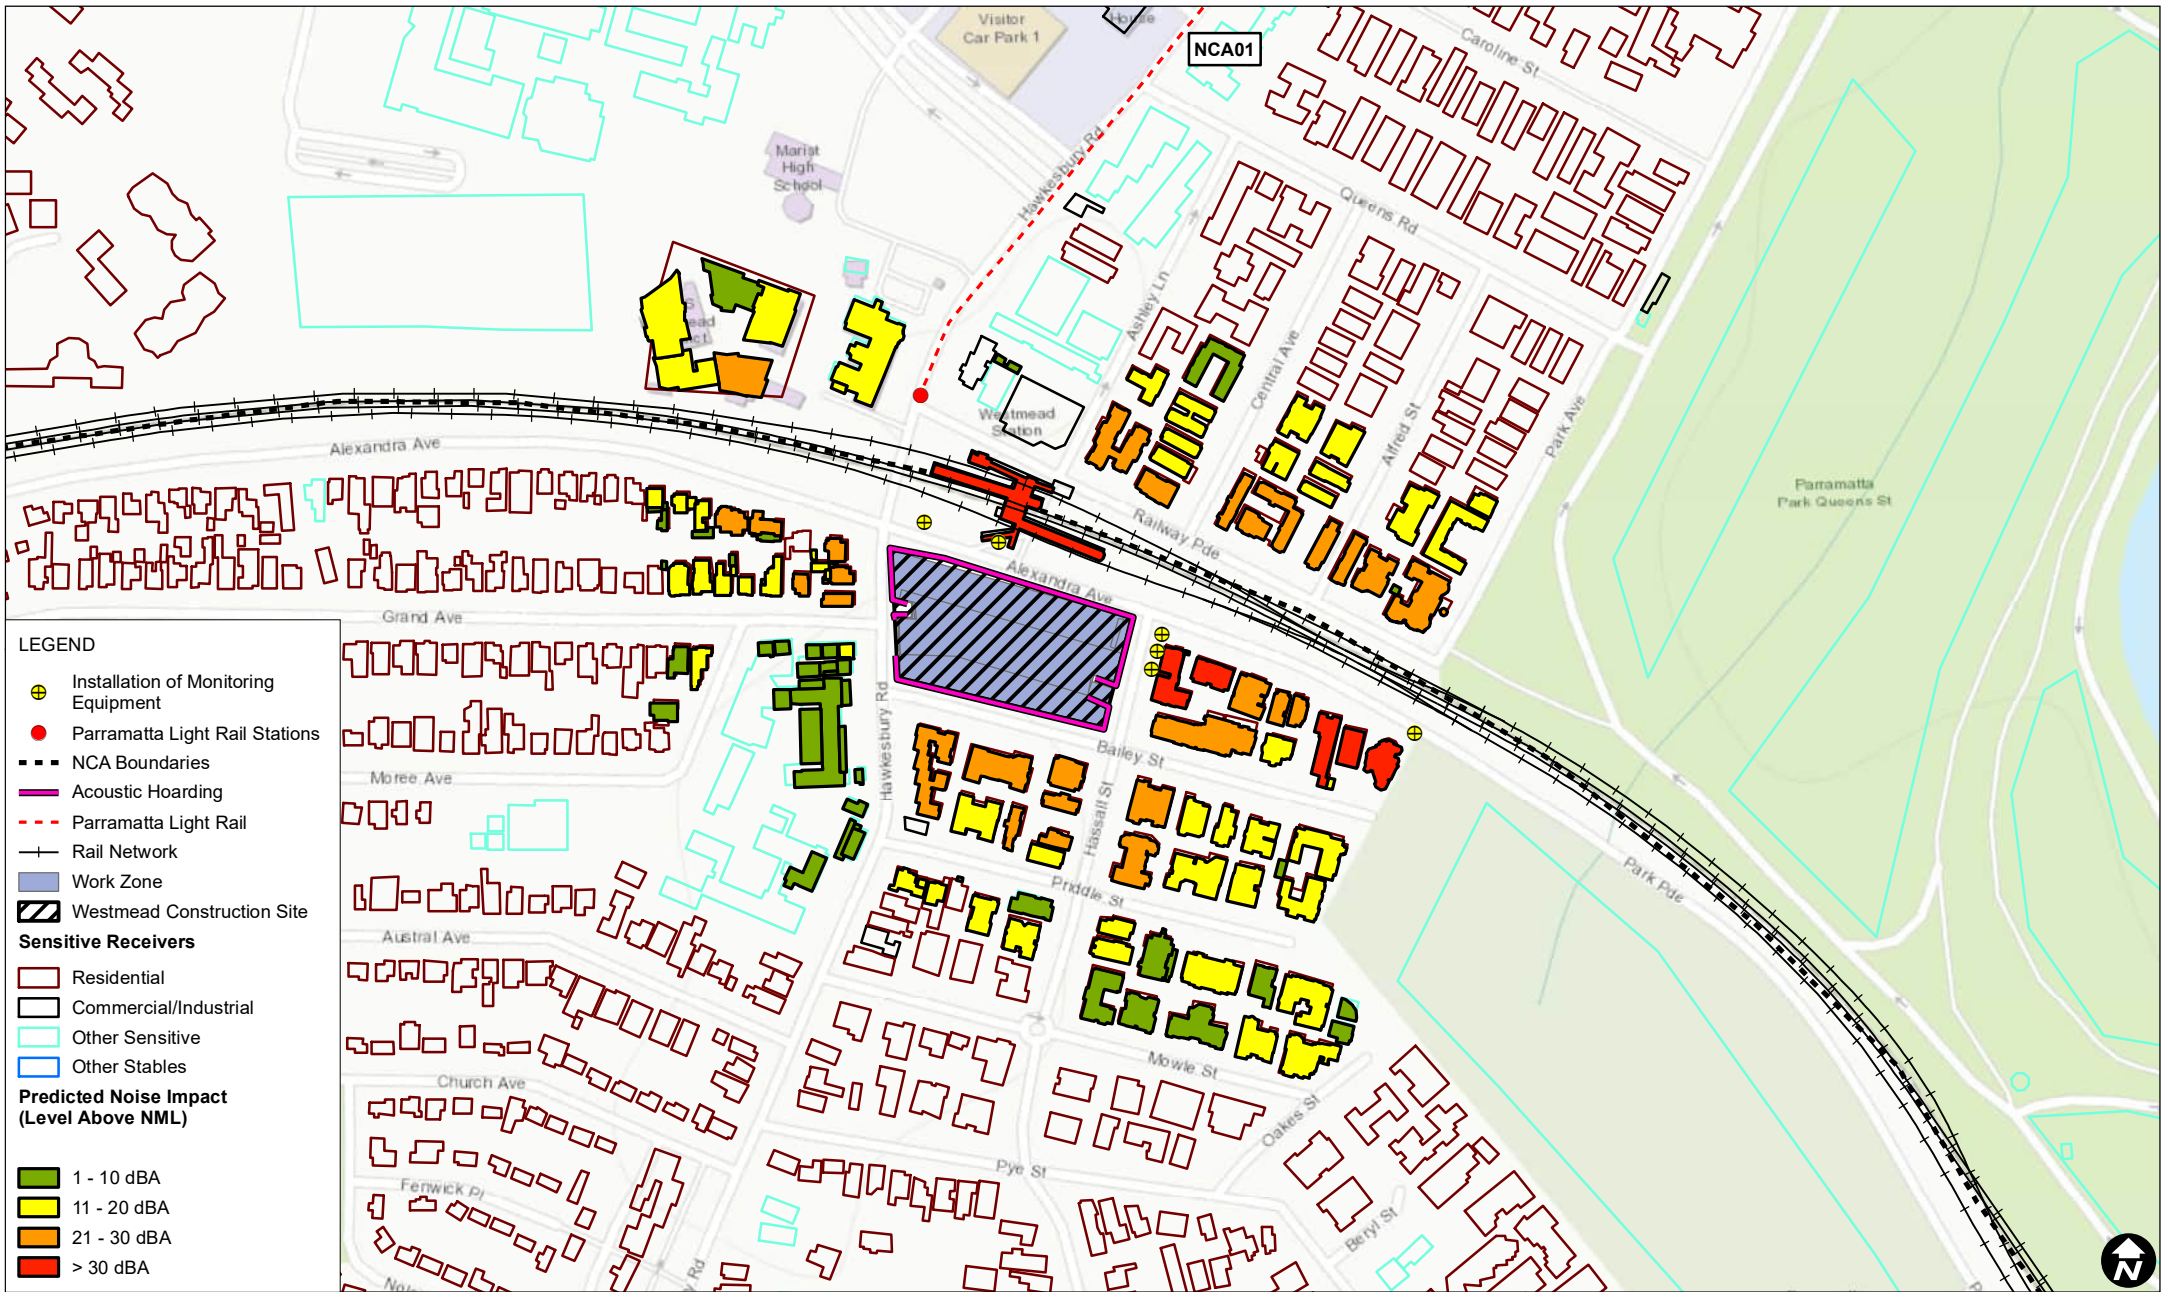 Visitor
Car Park 1
House
NCA01
Caroline St
Marist
High
School
Hawkesbury Rd
Queens Rd
Ashley Ln
Central Ave
Westmead
Station
Alfred St
Park Ave
Alexandra Ave
Parramatta
Park Queens St
Railway Pde
Alexandra Ave
Grand Ave
Hawkesbury Rd
Bailey St
Moree Ave
Hassall St
Priddle St
Park Pde
Austral Ave
Mowle St
Church Ave
Oakes St
Pye St
Fenwick Pl
Beryl St
y Rd
LEGEND
Installation of Monitoring
Equipment
Parramatta Light Rail Stations
NCA Boundaries
Acoustic Hoarding
Parramatta Light Rail
Rail Network
Work Zone
Westmead Construction Site
Sensitive Receivers
Residential
Commercial/Industrial
Other Sensitive
Other Stables
Predicted Noise Impact
(Level Above NML)
1 - 10 dBA
11 - 20 dBA
21 - 30 dBA
> 30 dBA
N